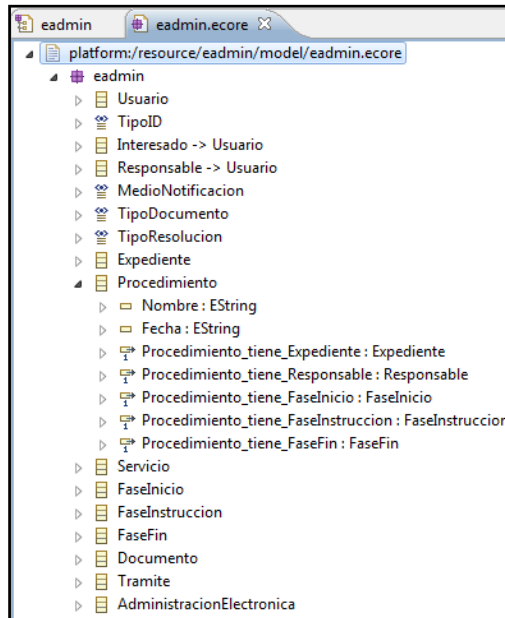 eadmin eadmin.ecore
platform:/resource/eadmin/model/eadmin.ecore
eadmin
Usuario
TipoID
Interesado -> Usuario
Responsable -> Usuario
MedioNotificacion
TipoDocumento
TipoResolucion
Expediente
Procedimiento
Nombre : EString
Fecha : EString
Procedimiento_tiene_Expediente : Expediente
Procedimiento_tiene_Responsable : Responsable
Procedimiento_tiene_FaseInicio : FaseInicio
Procedimiento_tiene_FaseInstruccion : FaseInstruccion
Procedimiento_tiene_FaseFin : FaseFin
Servicio
FaseInicio
FaseInstruccion
FaseFin
Documento
Tramite
AdministracionElectronica